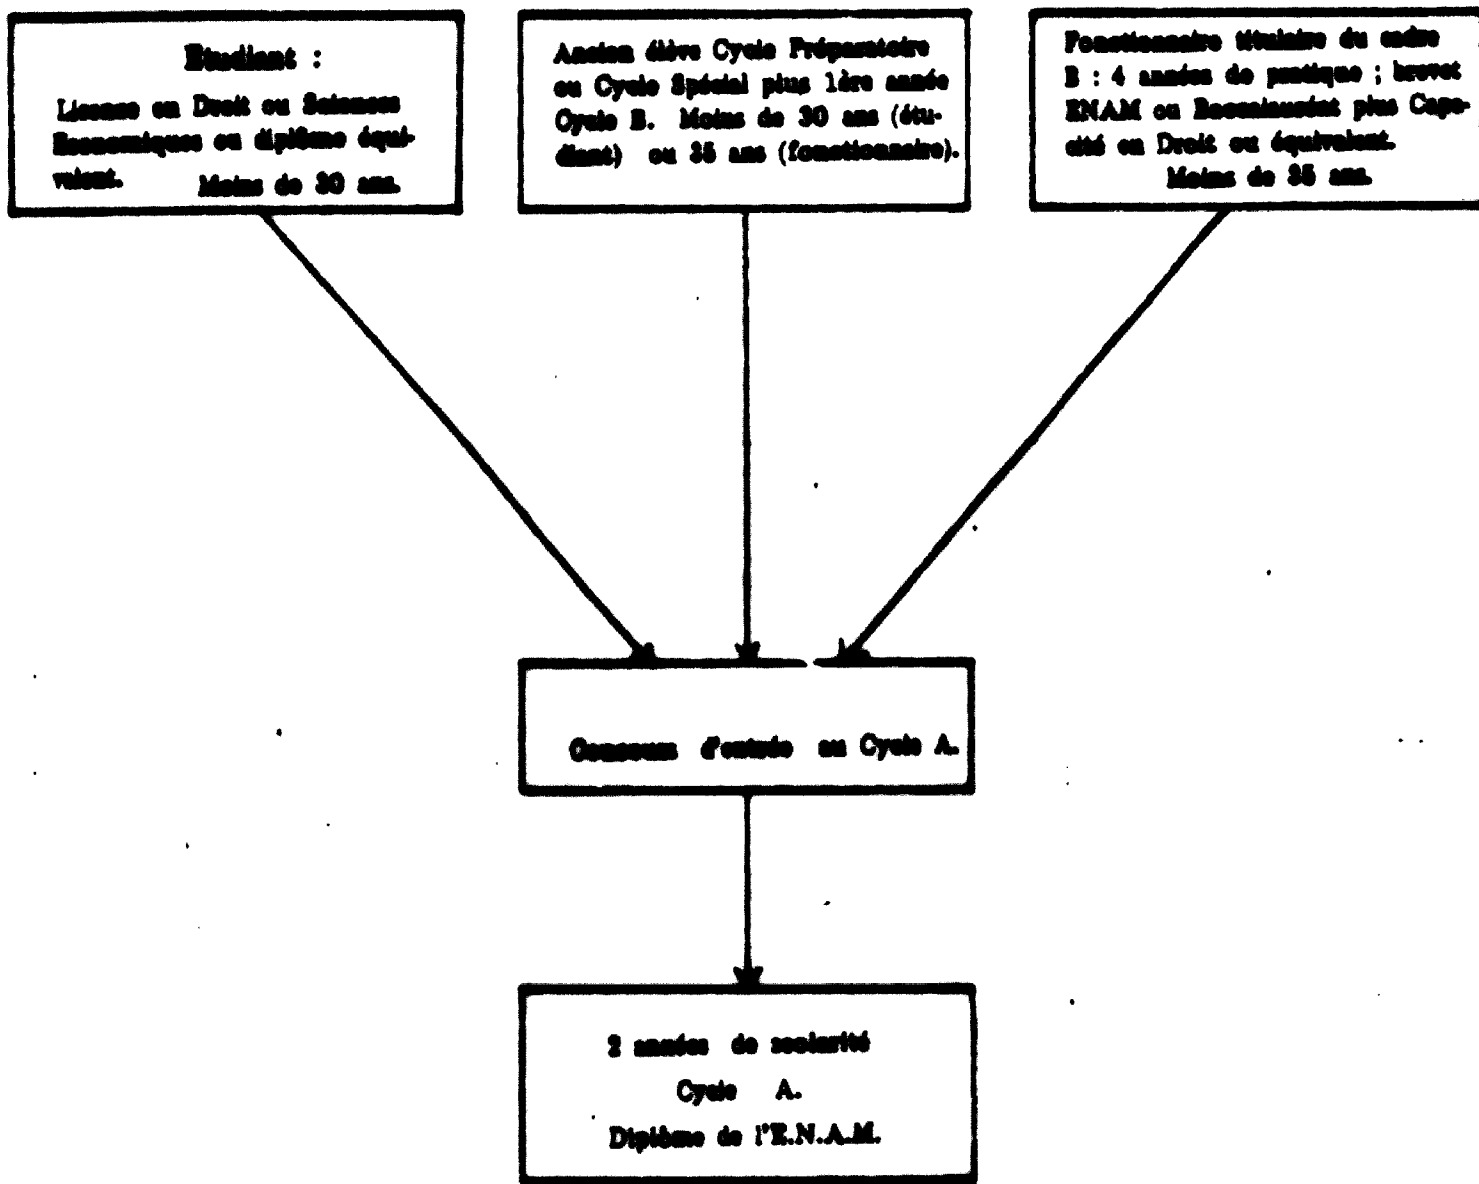 Etudiant :
Licence en Droit ou Sciences
Economiques ou diplôme équi-
valent. Moins de 30 ans.
Ancien élève Cycle Préparatoire
ou Cycle Spécial plus 1ère année
Cycle B. Moins de 30 ans (étu-
diant) ou 35 ans (fonctionnaire).
Fonctionnaire titulaire du cadre
B : 4 années de pratique ; brevet
ENAM ou Baccalauréat plus Capa-
cité en Droit ou équivalent.
Moins de 35 ans.
Concours d'entrée au Cycle A.
2 années de scolarité
Cycle A.
Diplôme de l'E.N.A.M.